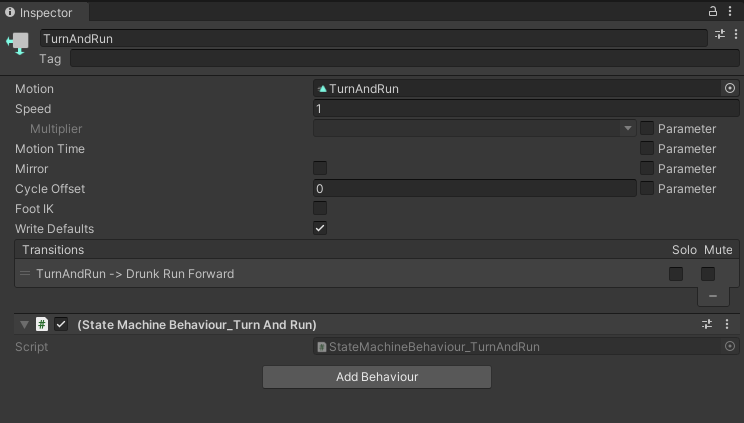 Inspector
TurnAndRun
Tag
Motion TurnAndRun
Speed 1
Multiplier Parameter
Motion Time Parameter
Mirror Parameter
Cycle Offset 0 Parameter
Foot IK
Write Defaults
Transitions Solo Mute
TurnAndRun -> Drunk Run Forward
# (State Machine Behaviour_Turn And Run)
Script # StateMachineBehaviour_TurnAndRun
Add Behaviour